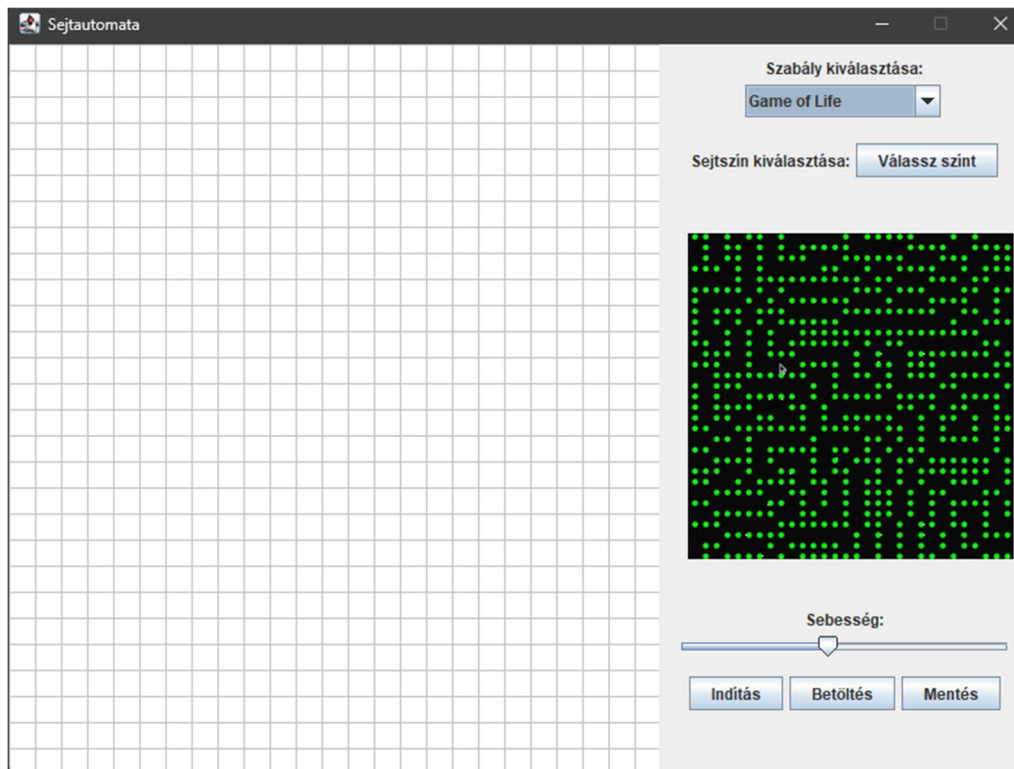 Sejtautomata
Szabály kiválasztása:
Game of Life
Sejtszín kiválasztása: Válassz színt
Sebesség:
Indítás Betöltés Mentés